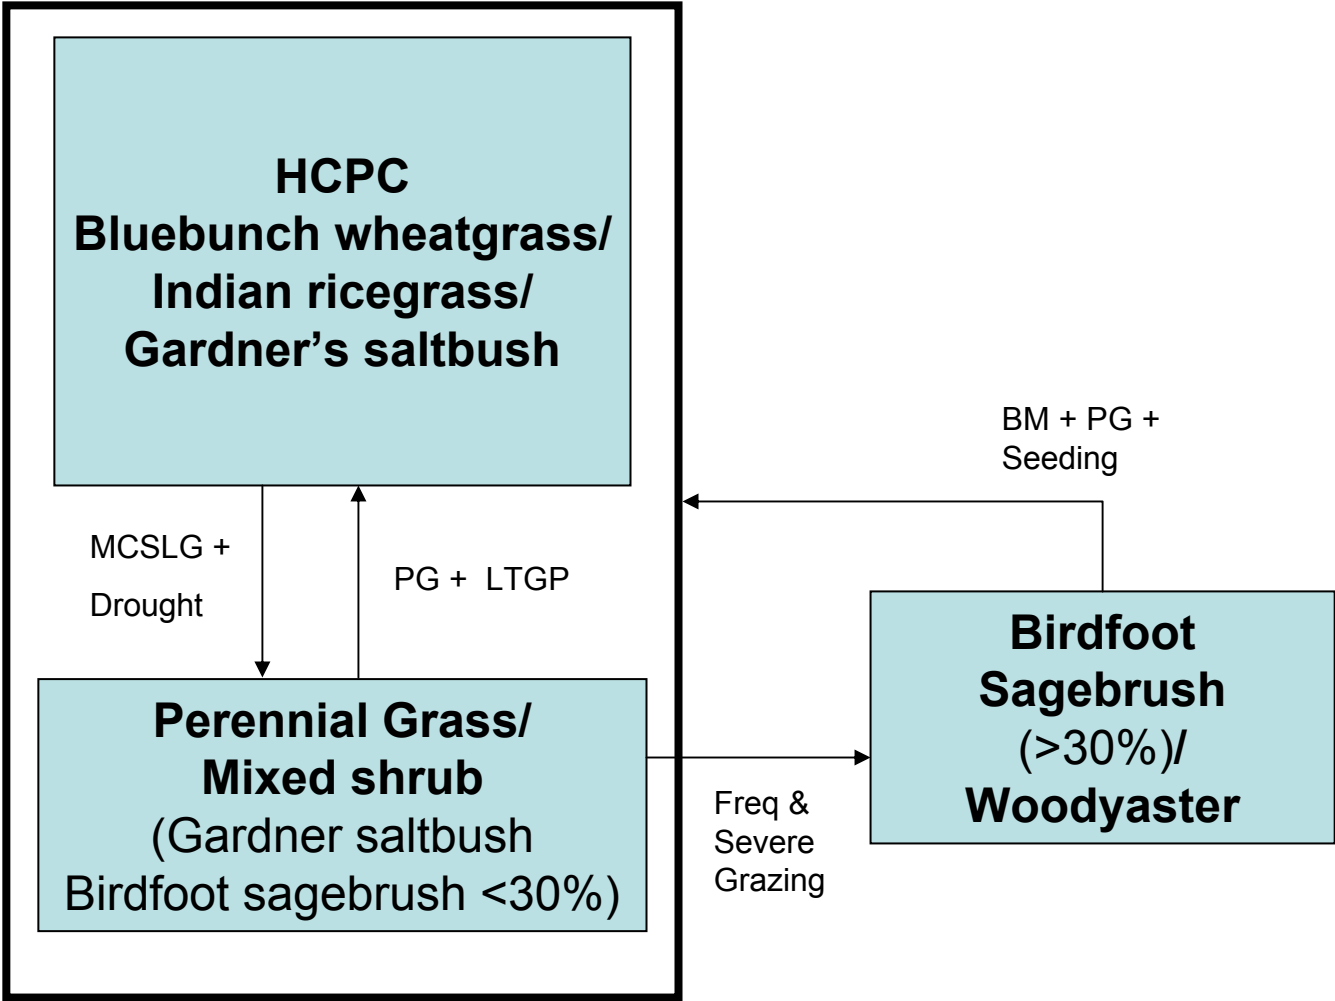 HCPC
Bluebunch wheatgrass/
Indian ricegrass/
Gardner’s saltbush
MCSLG +
Drought
PG + LTGP
BM + PG +
Seeding
Perennial Grass/
Mixed shrub
(Gardner saltbush
Birdfoot sagebrush <30%)
Freq &
Severe
Grazing
Birdfoot
Sagebrush
(>30%)/
Woodyaster